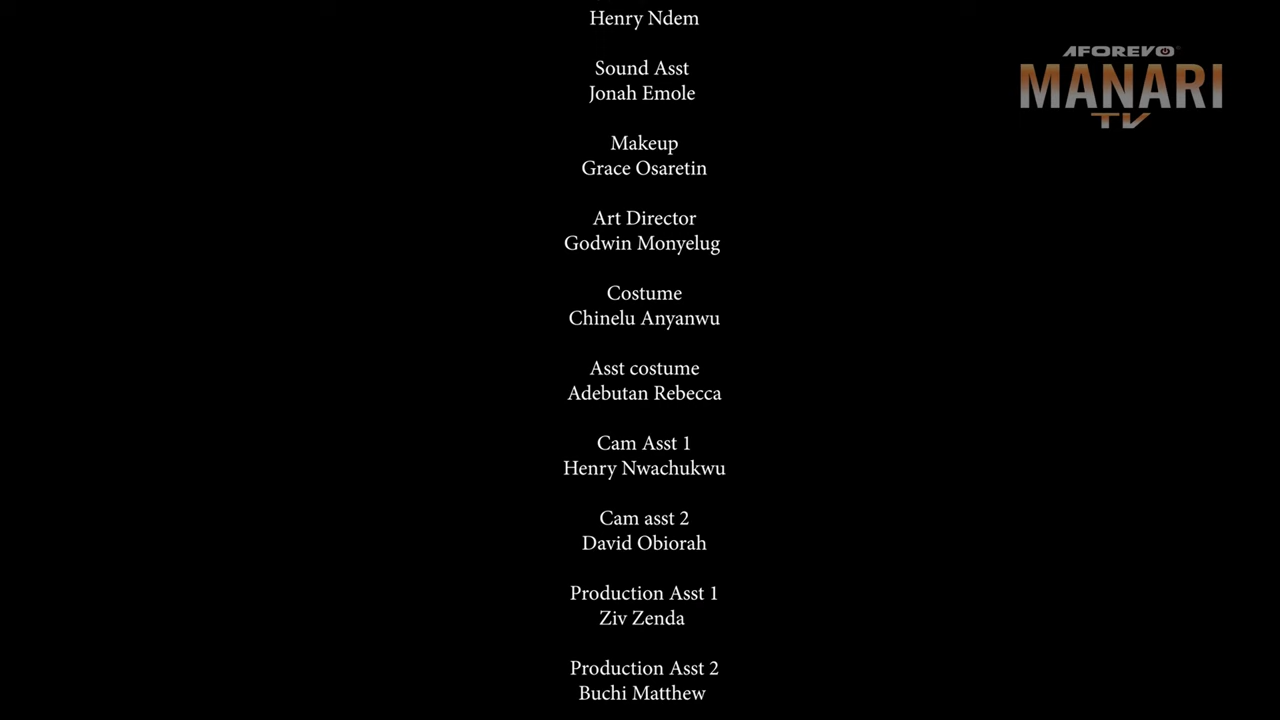 Henry Ndem
AFOREVO
MANARI
TV
Sound Asst
Jonah Emole
Makeup
Grace Osaretin
Art Director
Godwin Monyelug
Costume
Chinelu Anyanwu
Asst costume
Adebutan Rebecca
Cam Asst 1
Henry Nwachukwu
Cam asst 2
David Obiorah
Production Asst 1
Ziv Zenda
Production Asst 2
Buchi Matthew